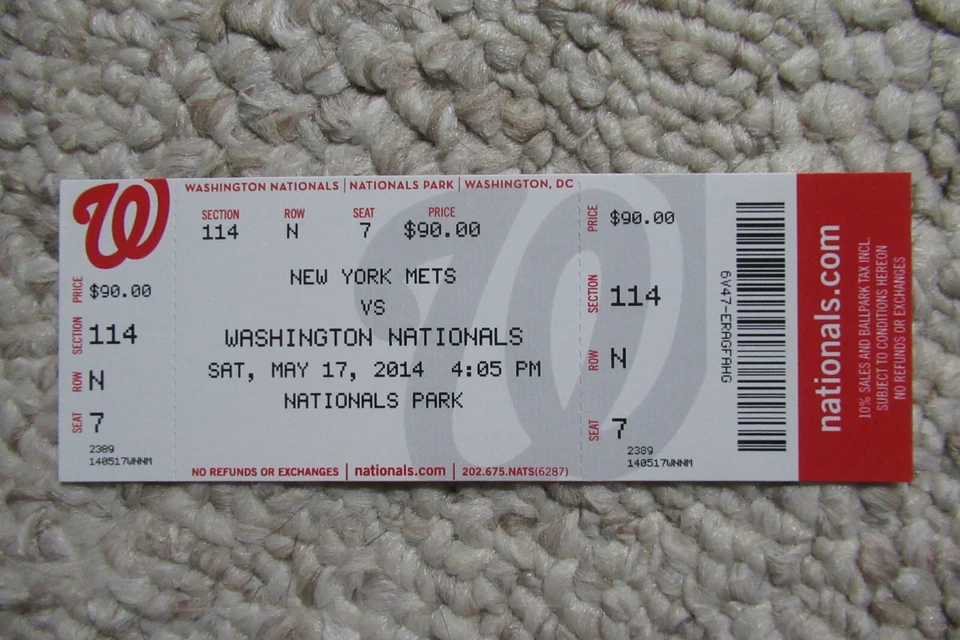 W
PRICE $90.00
SECTION 114
ROW N
SEAT 7
2389
140517WNNM
WASHINGTON NATIONALS | NATIONALS PARK | WASHINGTON, DC
SECTION ROW SEAT PRICE
114 N 7 $90.00
NEW YORK METS
VS
WASHINGTON NATIONALS
SAT, MAY 17, 2014 4:05 PM
NATIONALS PARK
NO REFUNDS OR EXCHANGES | nationals.com | 202.675.NATS(6287)
PRICE $90.00
SECTION 114
ROW N
SEAT 7
2389
140517WNNM
6V47-ERAGFAHG
nationals.com
10% SALES AND BALLPARK TAX INCL.
SUBJECT TO CONDITIONS HEREON
NO REFUNDS OR EXCHANGES